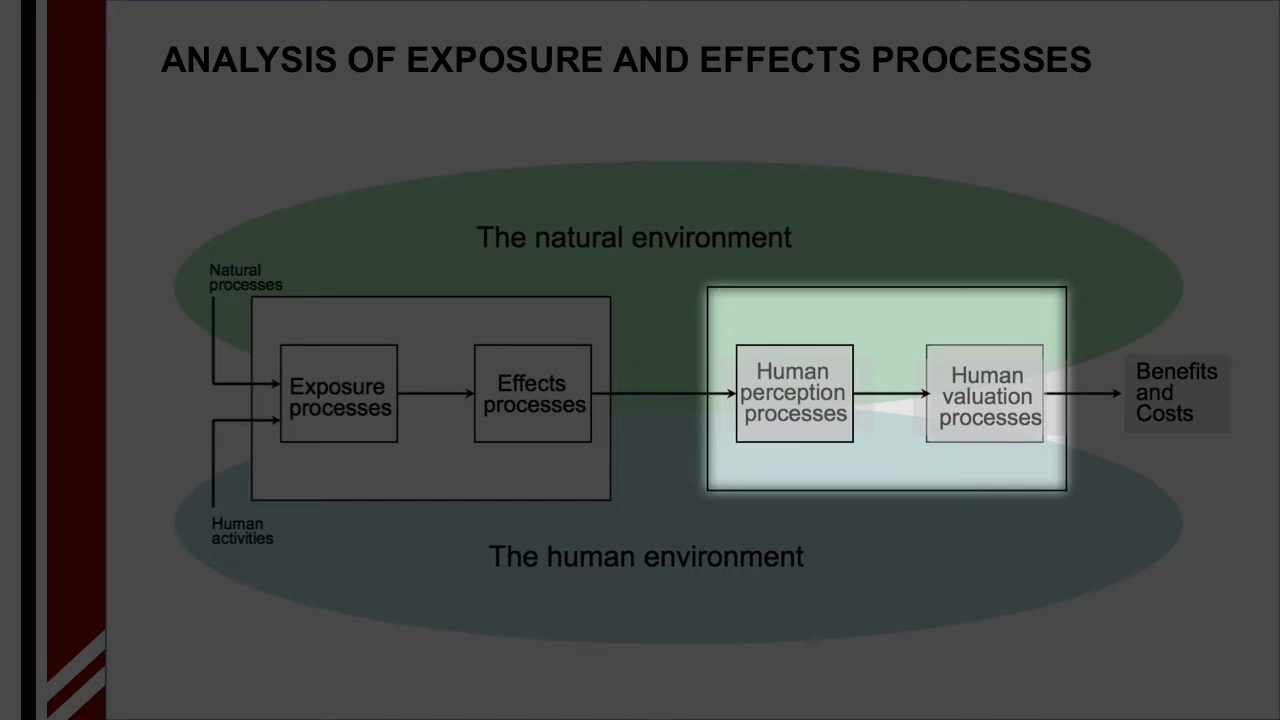 ANALYSIS OF EXPOSURE AND EFFECTS PROCESSES
The natural environment
Natural
processes
Exposure
processes
Effects
processes
Human
perception
processes
Human
valuation
processes
Benefits
and
Costs
Human
activities
The human environment